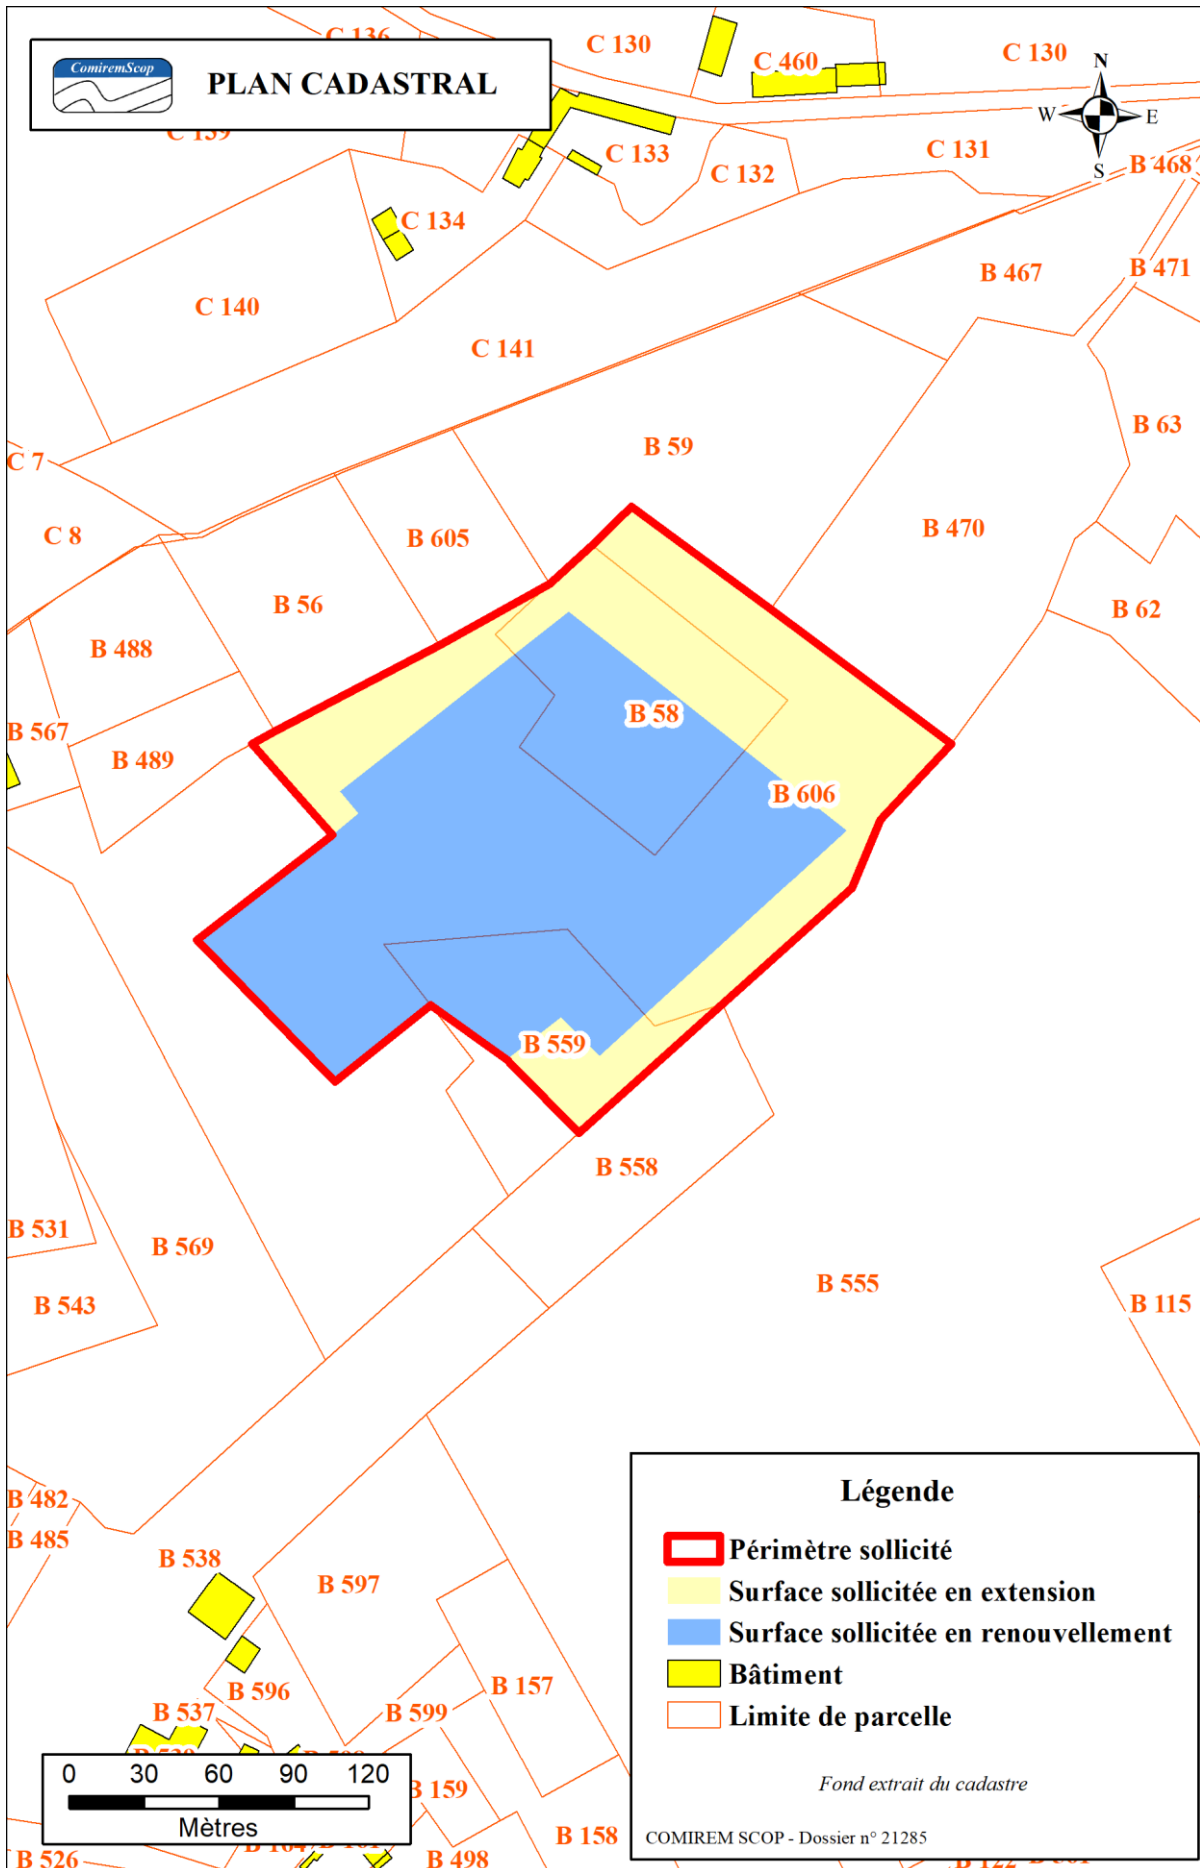 C 136
C 130
C 460
C 130
ComiremScop
PLAN CADASTRAL
N
W
E
S
C 139
C 133
C 132
C 131
B 468
C 134
B 467
B 471
C 140
C 141
B 63
B 59
C 7
C 8
B 605
B 470
B 56
B 62
B 488
B 58
B 567
B 489
B 606
B 559
B 558
B 531
B 569
B 555
B 543
B 115
B 482
B 485
B 538
B 597
B 596
B 157
B 537
B 599
B 159
B 158
B 526
B 498
Légende
Périmètre sollicité
Surface sollicitée en extension
Surface sollicitée en renouvellement
Bâtiment
Limite de parcelle
Fond extrait du cadastre
COMIREM SCOP - Dossier n° 21285
0 30 60 90 120
Mètres